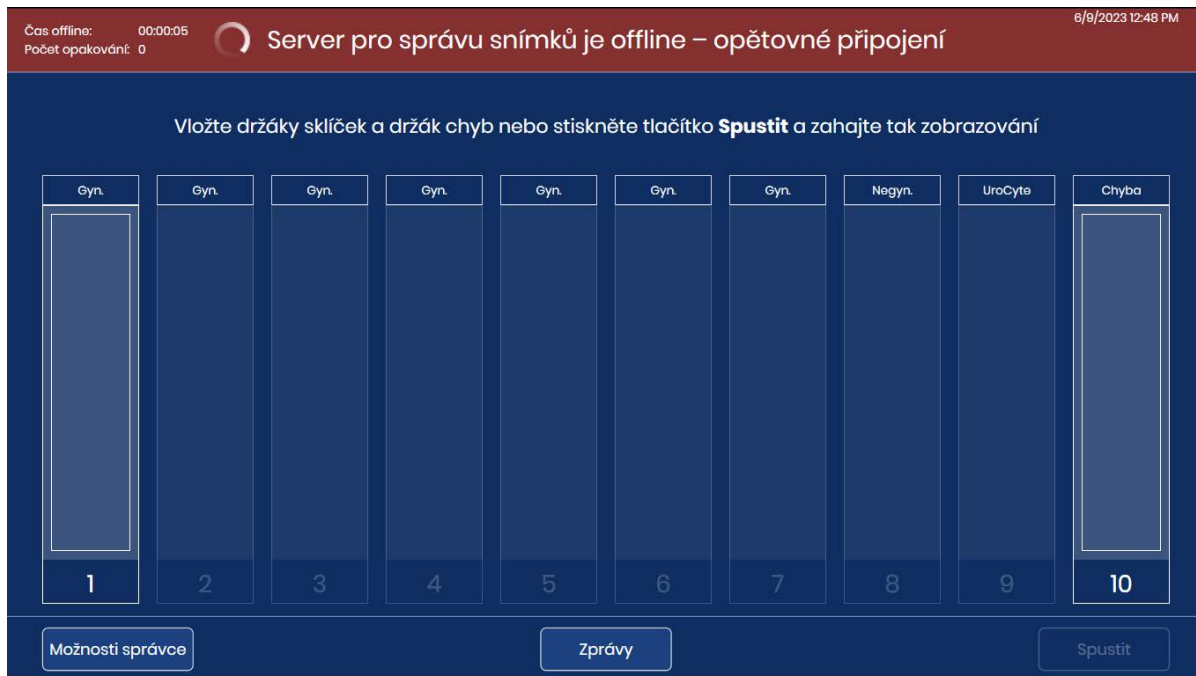 Čas offline: 00:00:05
Počet opakování: 0
Server pro správu snímků je offline – opětovné připojení
6/9/2023 12:48 PM
Vložte držáky sklíček a držák chyb nebo stiskněte tlačítko Spustit a zahajte tak zobrazování
Gyn. Gyn. Gyn. Gyn. Gyn. Gyn. Gyn. Negyn. UroCyte Chyba
1 2 3 4 5 6 7 8 9 10
Možnosti správce Zprávy Spustit